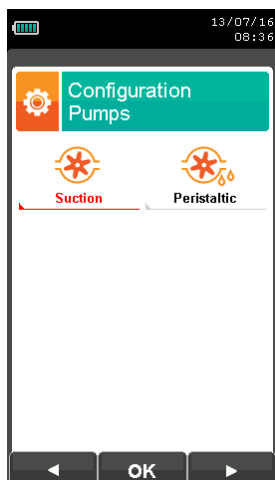 13/07/16
08:36
Configuration
Pumps
Suction Peristaltic
OK